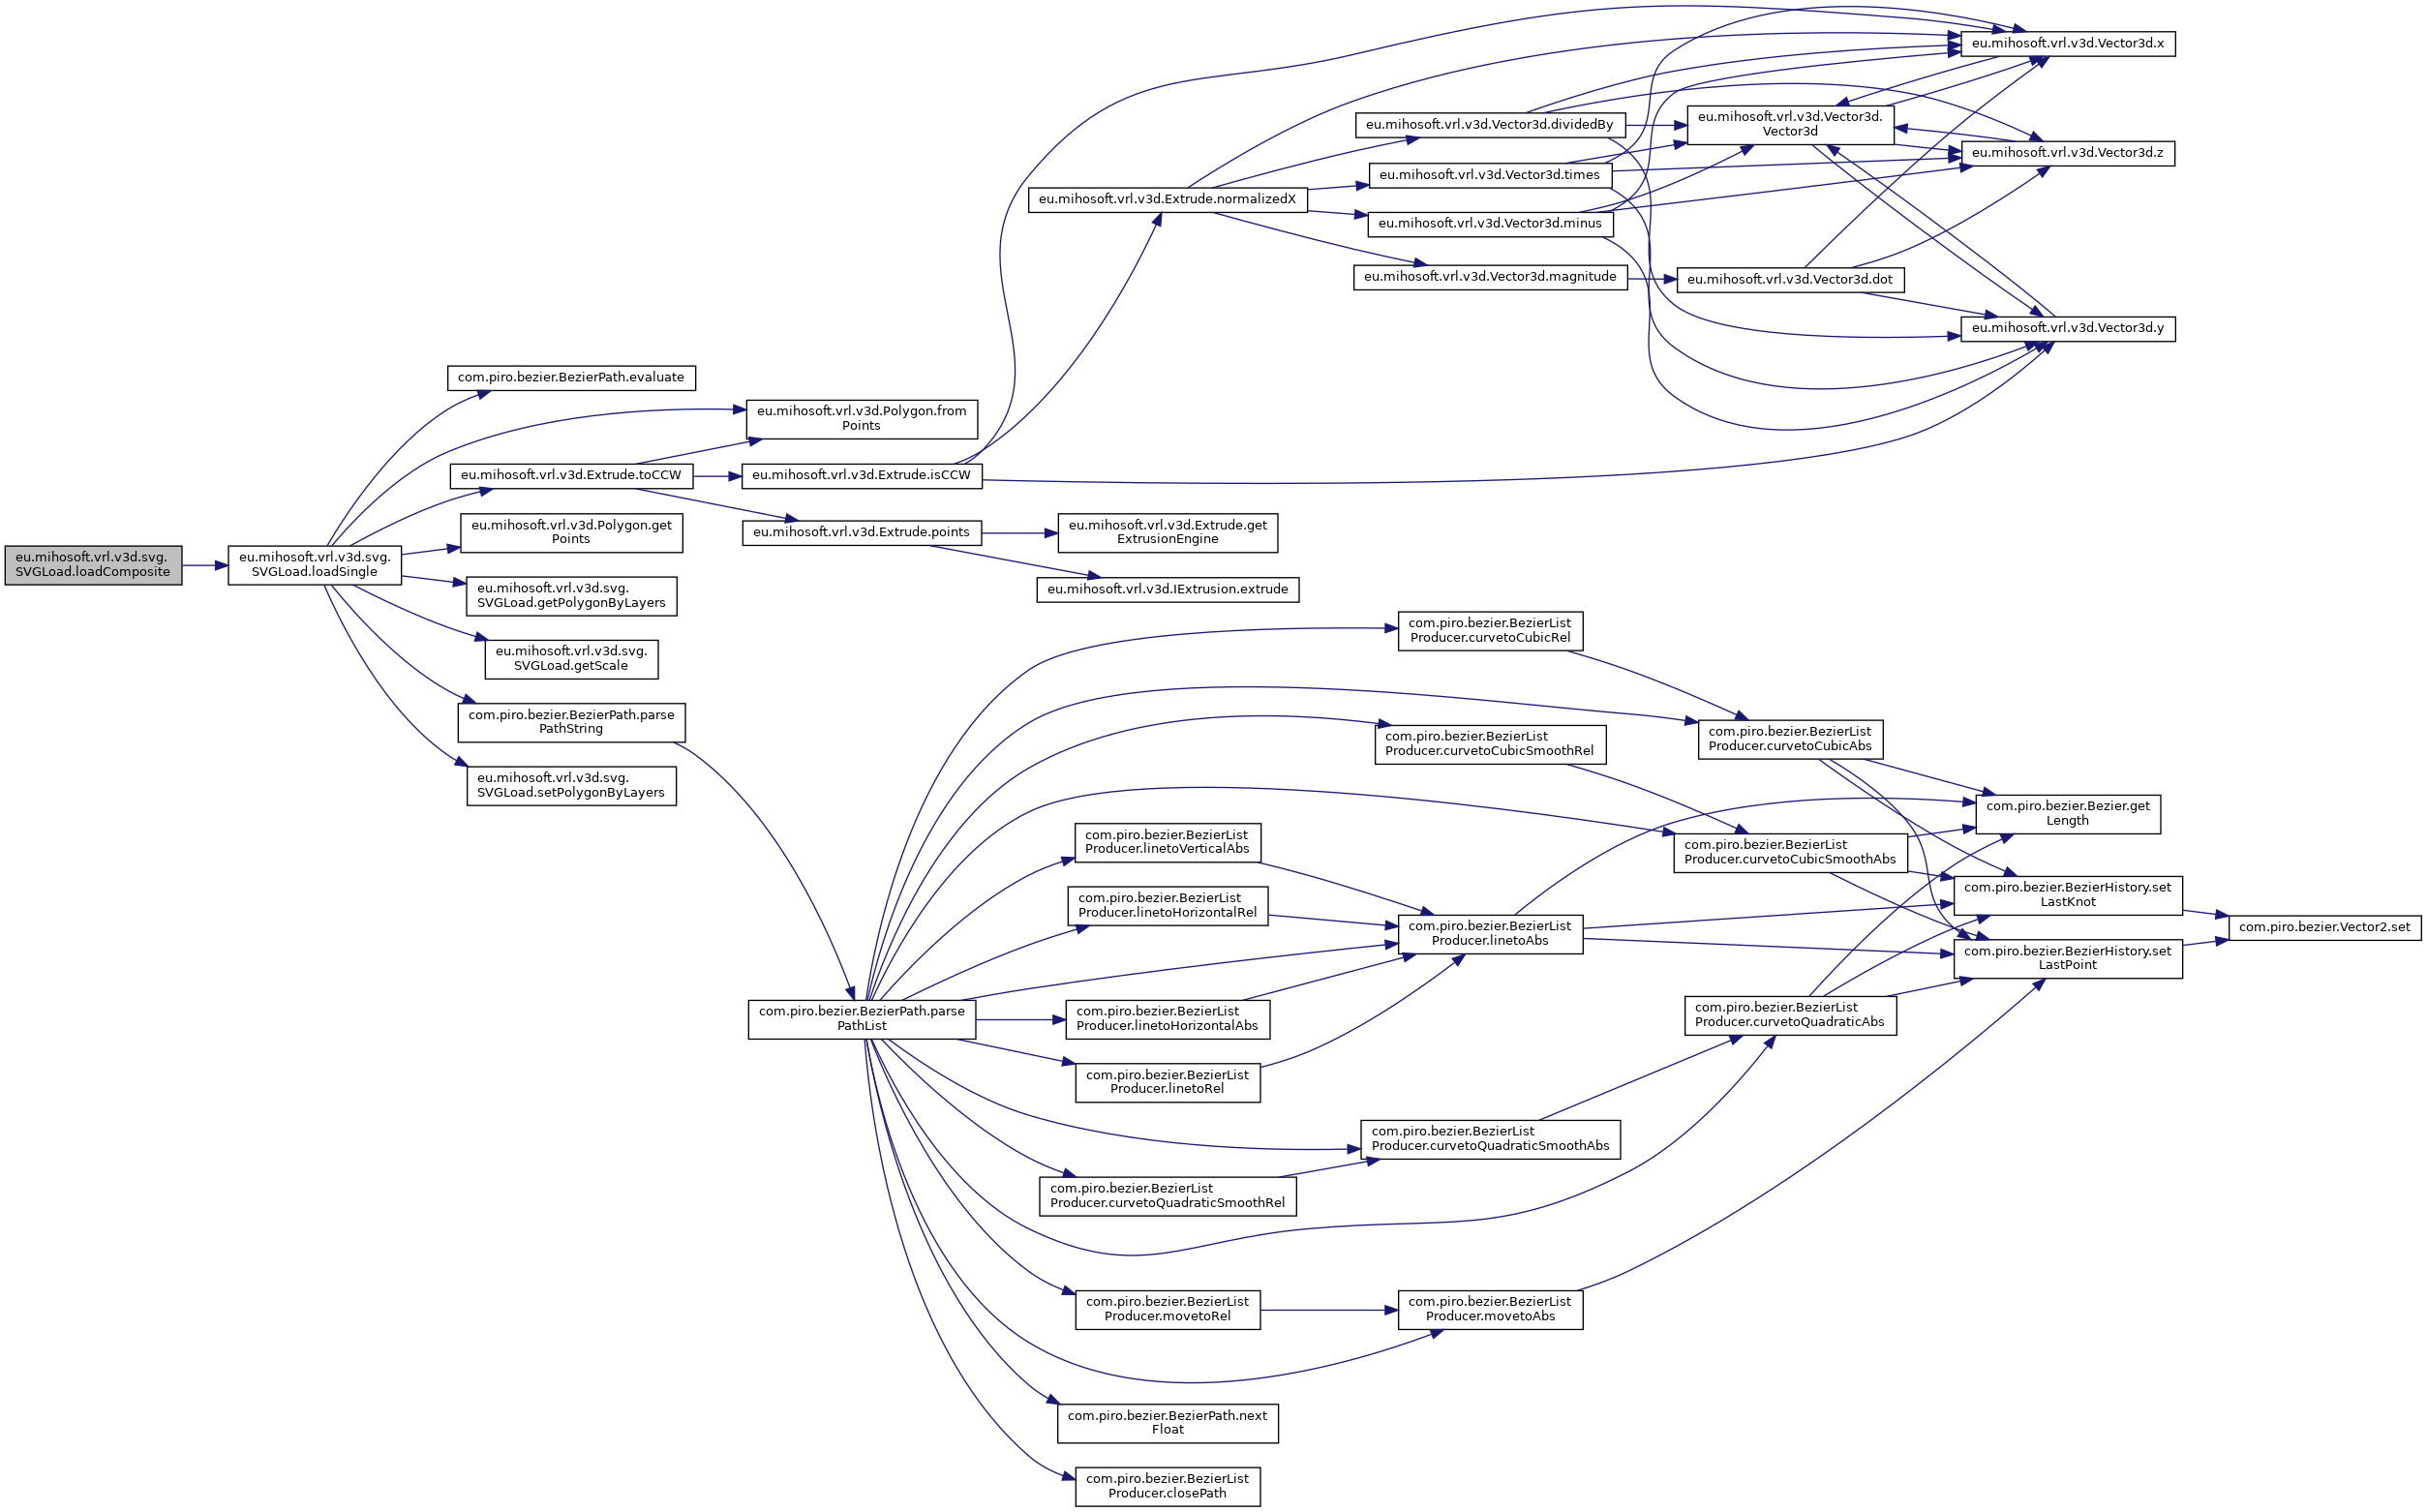 eu.mihosoft.vrl.v3d.svg.
SVGLoad.loadComposite
eu.mihosoft.vrl.v3d.svg.
SVGLoad.loadSingle
com.piro.bezier.BezierPath.evaluate
eu.mihosoft.vrl.v3d.Polygon.from
Points
eu.mihosoft.vrl.v3d.Extrude.toCCW
eu.mihosoft.vrl.v3d.Polygon.get
Points
eu.mihosoft.vrl.v3d.svg.
SVGLoad.getPolygonByLayers
eu.mihosoft.vrl.v3d.svg.
SVGLoad.getScale
com.piro.bezier.BezierPath.parse
PathString
eu.mihosoft.vrl.v3d.svg.
SVGLoad.setPolygonByLayers
eu.mihosoft.vrl.v3d.Extrude.isCCW
eu.mihosoft.vrl.v3d.Extrude.points
eu.mihosoft.vrl.v3d.Extrude.get
ExtrusionEngine
eu.mihosoft.vrl.v3d.IExtrusion.extrude
eu.mihosoft.vrl.v3d.Extrude.normalizedX
eu.mihosoft.vrl.v3d.Vector3d.dividedBy
eu.mihosoft.vrl.v3d.Vector3d.times
eu.mihosoft.vrl.v3d.Vector3d.minus
eu.mihosoft.vrl.v3d.Vector3d.magnitude
eu.mihosoft.vrl.v3d.Vector3d.
Vector3d
eu.mihosoft.vrl.v3d.Vector3d.dot
eu.mihosoft.vrl.v3d.Vector3d.x
eu.mihosoft.vrl.v3d.Vector3d.z
eu.mihosoft.vrl.v3d.Vector3d.y
com.piro.bezier.BezierPath.parse
PathList
com.piro.bezier.BezierList
Producer.curvetoCubicRel
com.piro.bezier.BezierList
Producer.curvetoCubicAbs
com.piro.bezier.BezierList
Producer.curvetoCubicSmoothRel
com.piro.bezier.BezierList
Producer.curvetoCubicSmoothAbs
com.piro.bezier.BezierList
Producer.linetoVerticalAbs
com.piro.bezier.BezierList
Producer.linetoHorizontalRel
com.piro.bezier.BezierList
Producer.linetoAbs
com.piro.bezier.BezierList
Producer.linetoHorizontalAbs
com.piro.bezier.BezierList
Producer.linetoRel
com.piro.bezier.BezierList
Producer.curvetoQuadraticAbs
com.piro.bezier.BezierList
Producer.curvetoQuadraticSmoothAbs
com.piro.bezier.BezierList
Producer.curvetoQuadraticSmoothRel
com.piro.bezier.BezierList
Producer.movetoRel
com.piro.bezier.BezierList
Producer.movetoAbs
com.piro.bezier.BezierPath.next
Float
com.piro.bezier.BezierList
Producer.closePath
com.piro.bezier.Bezier.get
Length
com.piro.bezier.BezierHistory.set
LastKnot
com.piro.bezier.BezierHistory.set
LastPoint
com.piro.bezier.Vector2.set